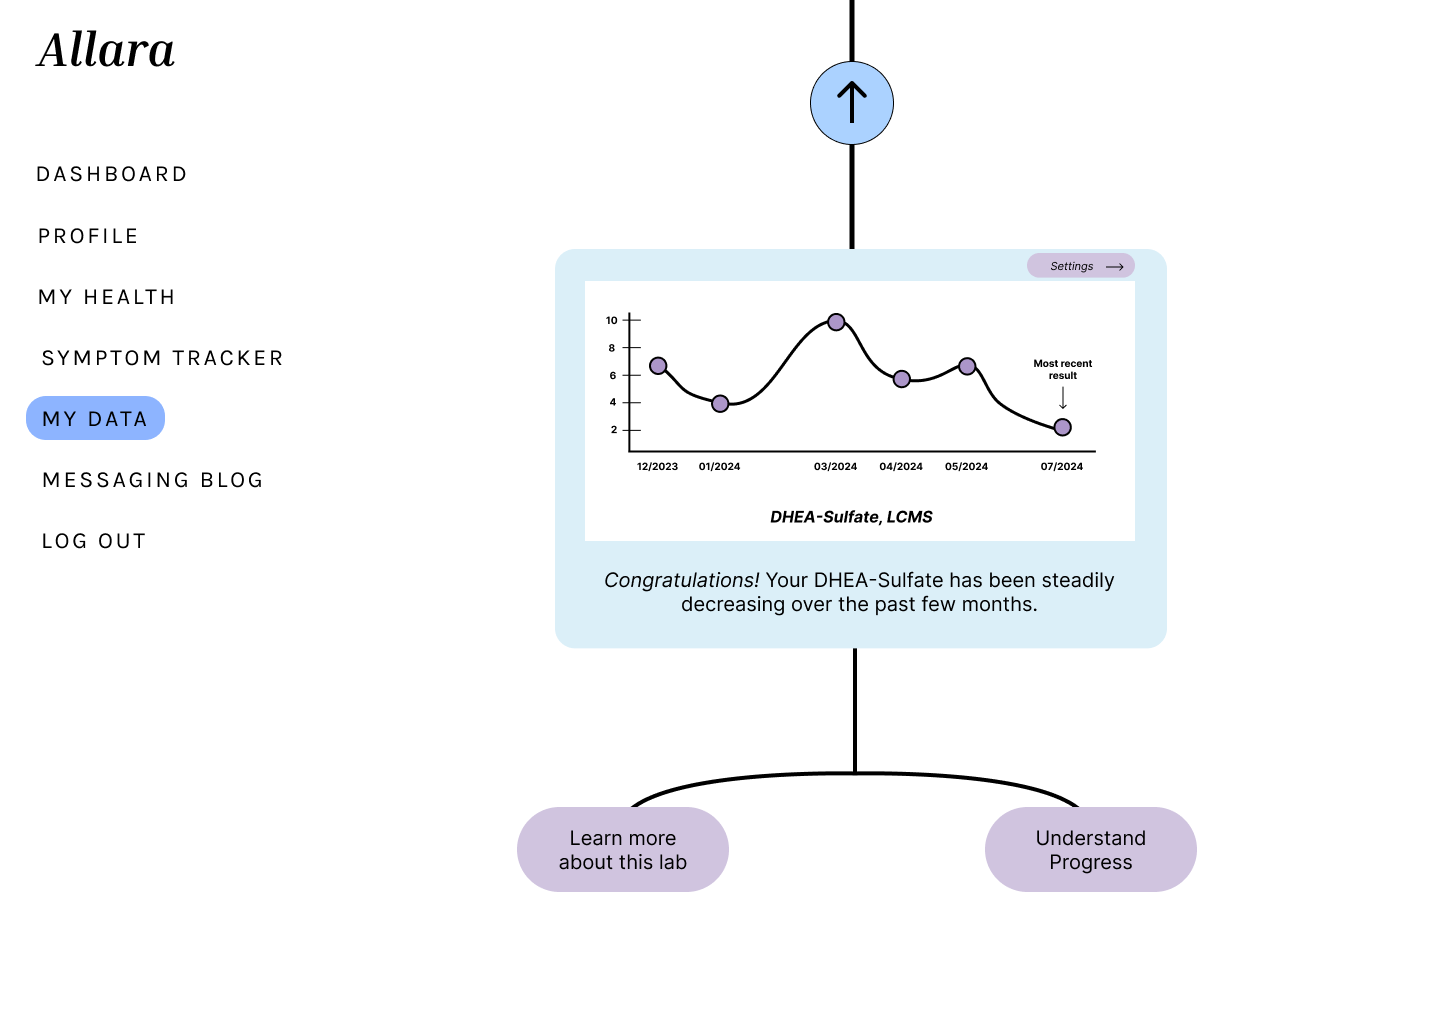 Allara
DASHBOARD
PROFILE
MY HEALTH
SYMPTOM TRACKER
MY DATA
MESSAGING BLOG
LOG OUT
Settings
10
8
6
4
2
Most recent
result
12/2023 01/2024 03/2024 04/2024 05/2024 07/2024
DHEA-Sulfate, LCMS
Congratulations! Your DHEA-Sulfate has been steadily
decreasing over the past few months.
Learn more
about this lab
Understand
Progress